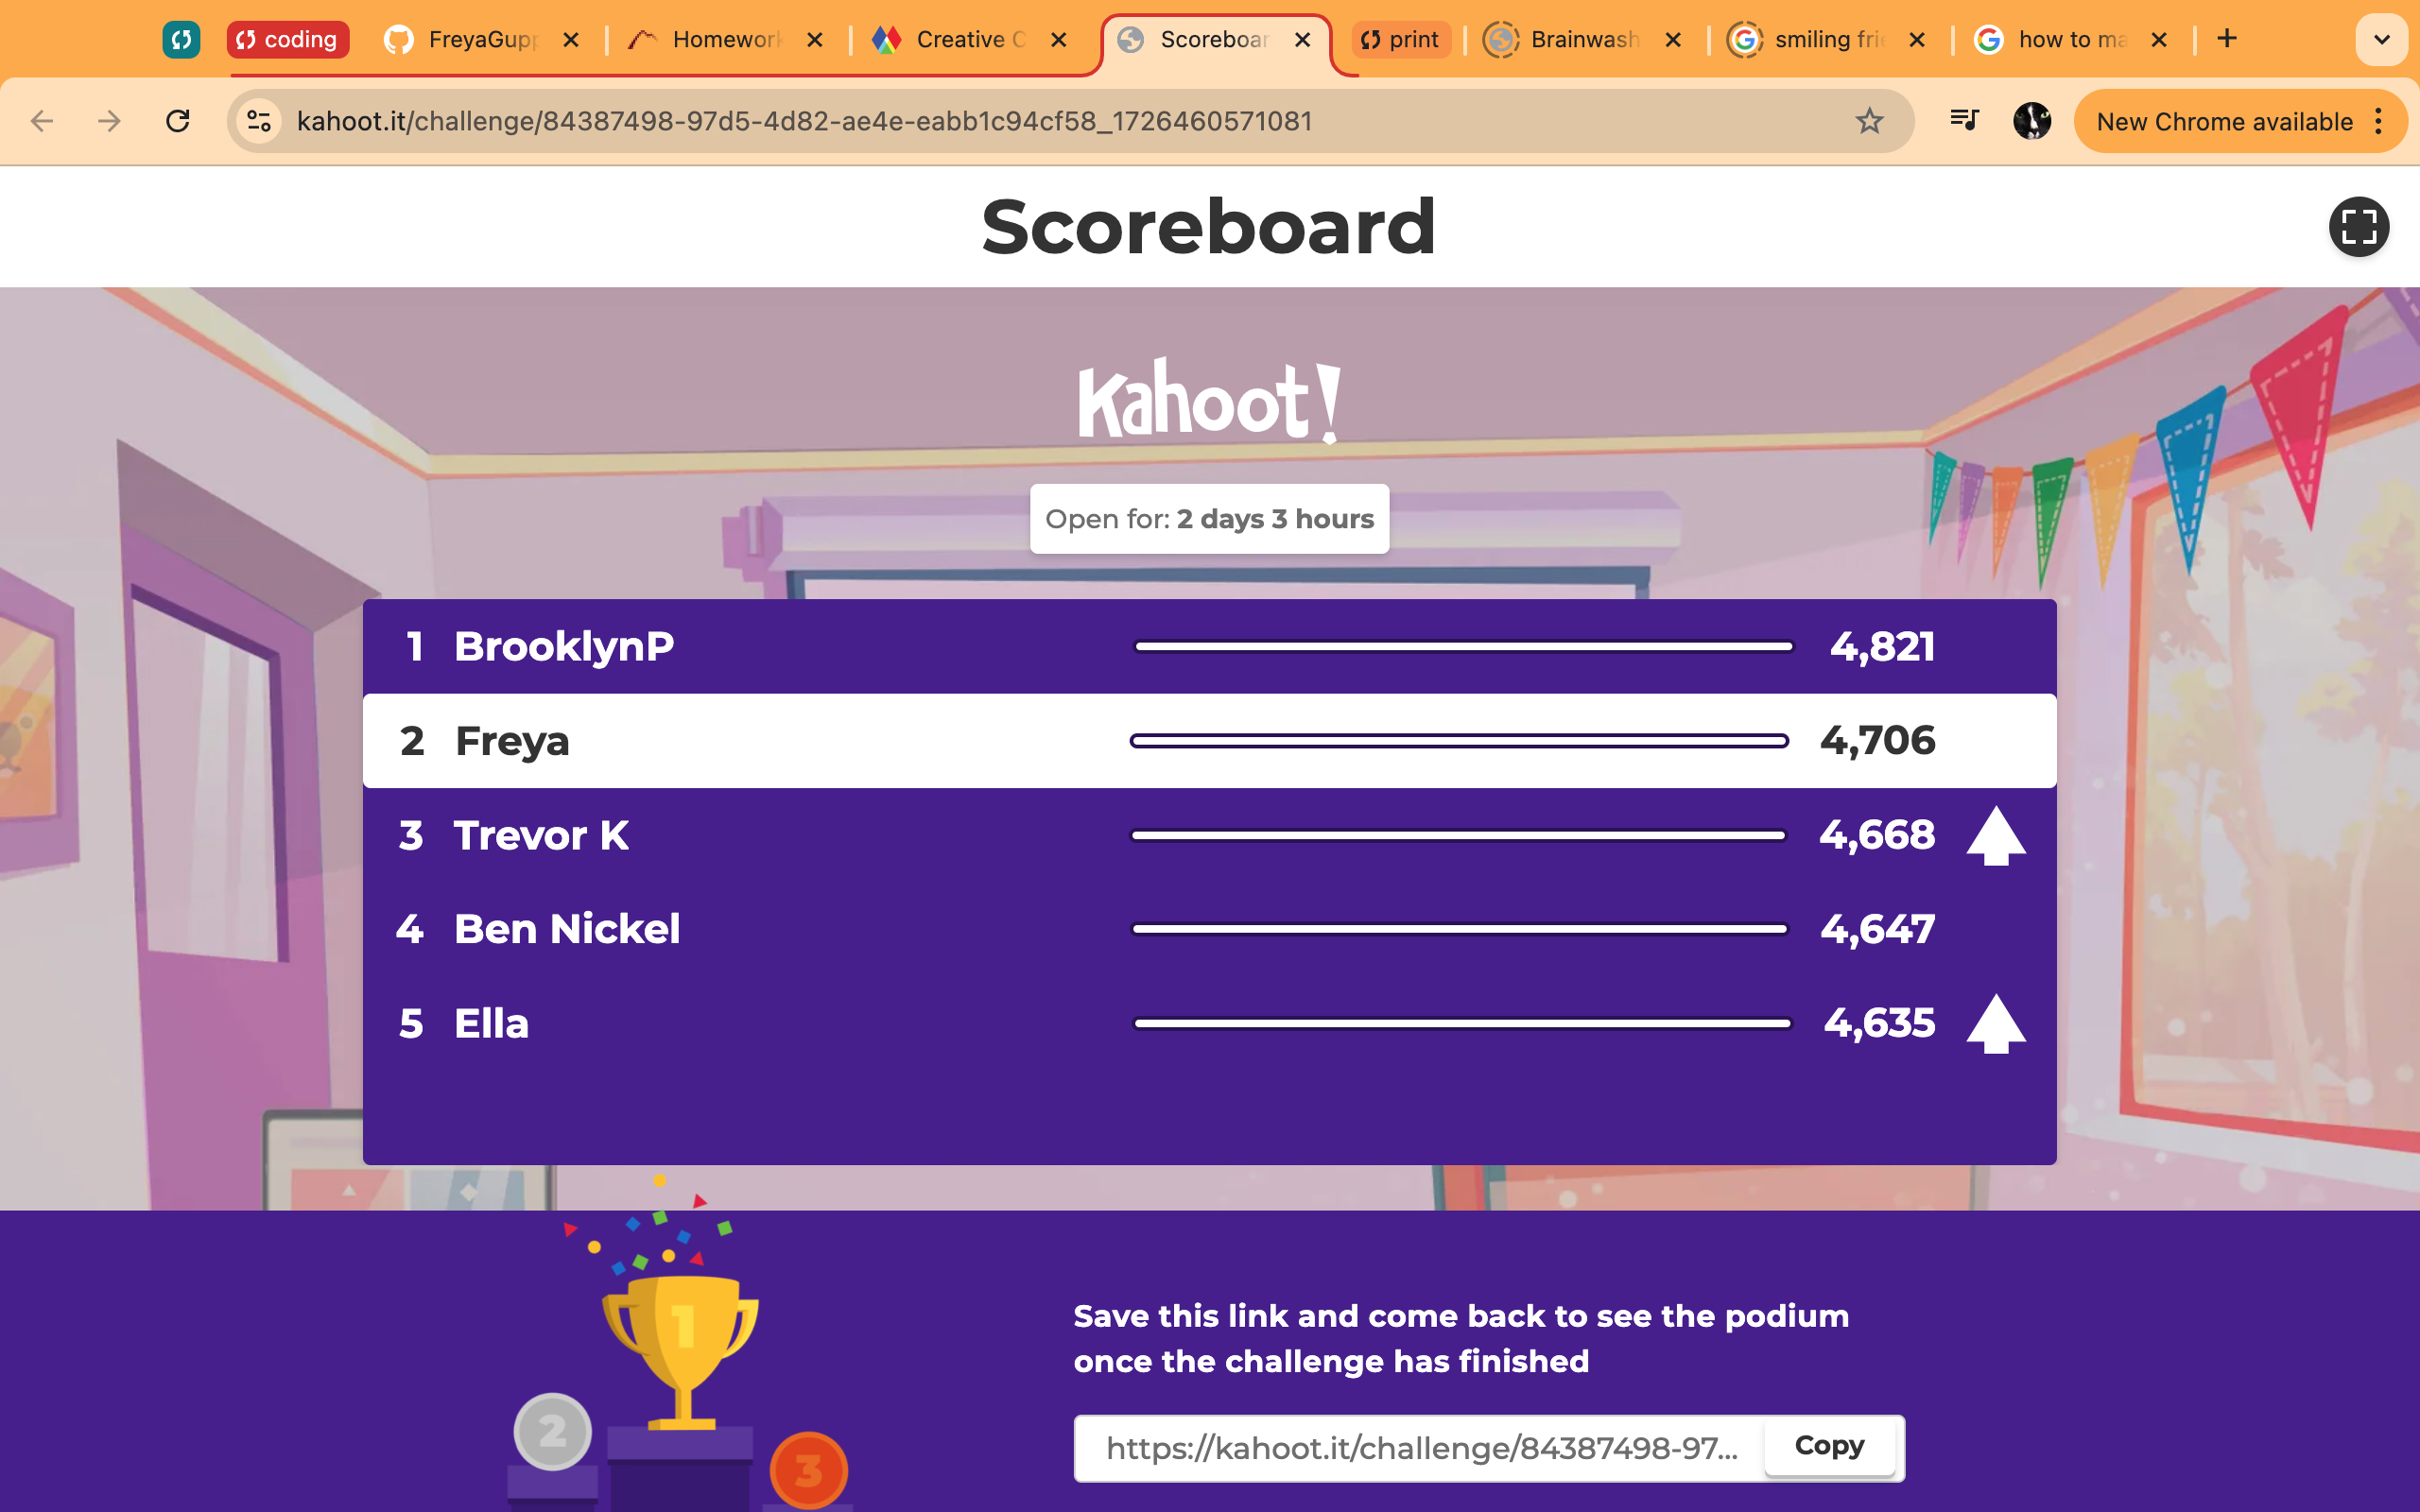 coding
FreyaGupp
Homework
Creative C
Scoreboar
print
Brainwash
smiling frie
how to ma
kahoot.it/challenge/84387498-97d5-4d82-ae4e-eabb1c94cf58_1726460571081
New Chrome available
Scoreboard
Kahoot!
Open for: 2 days 3 hours
1 BrooklynP 4,821
2 Freya 4,706
3 Trevor K 4,668
4 Ben Nickel 4,647
5 Ella 4,635
1
2
3
Save this link and come back to see the podium
once the challenge has finished
https://kahoot.it/challenge/84387498-97... Copy